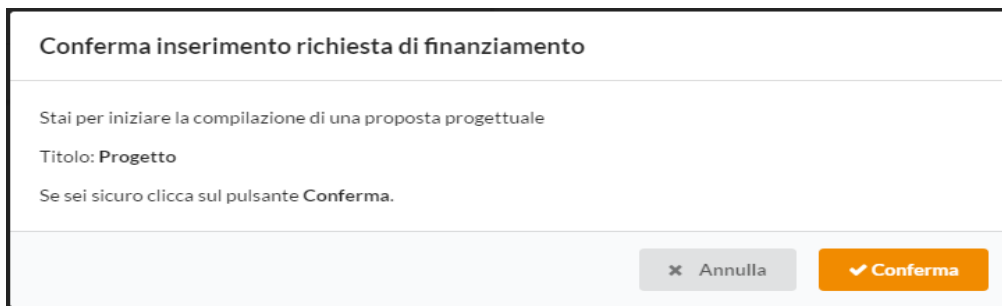 Conferma inserimento richiesta di finanziamento
Stai per iniziare la compilazione di una proposta progettuale
Titolo: Progetto
Se sei sicuro clicca sul pulsante Conferma.
Annulla
Conferma